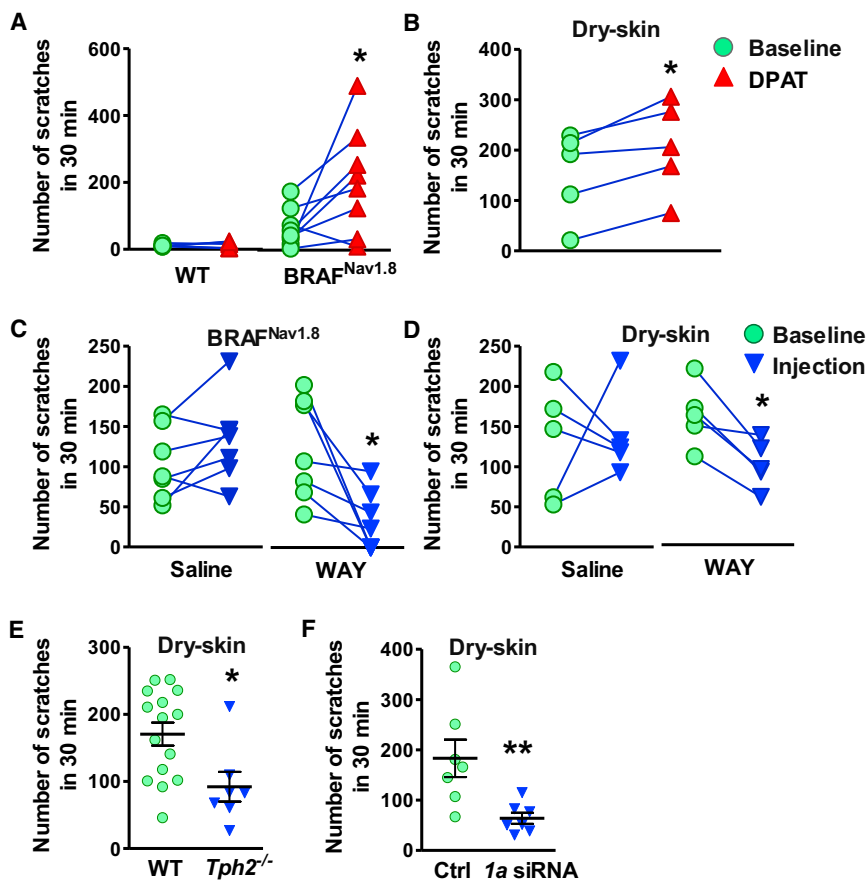 A
Number of scratches
in 30 min
600
400
200
0
*
WT
BRAF^Nav1.8
B
Dry-skin
Number of scratches
in 30 min
400
300
200
100
0
*
Baseline
DPAT
C
BRAF^Nav1.8
Number of scratches
in 30 min
250
200
150
100
50
0
*
Saline
WAY
D
Dry-skin
Number of scratches
in 30 min
250
200
150
100
50
0
*
Saline
WAY
Baseline
Injection
E
Dry-skin
Number of scratches
in 30 min
300
200
100
0
*
WT
Tph2-/-
F
Dry-skin
Number of scratches
in 30 min
400
300
200
100
0
**
Ctrl
1a siRNA